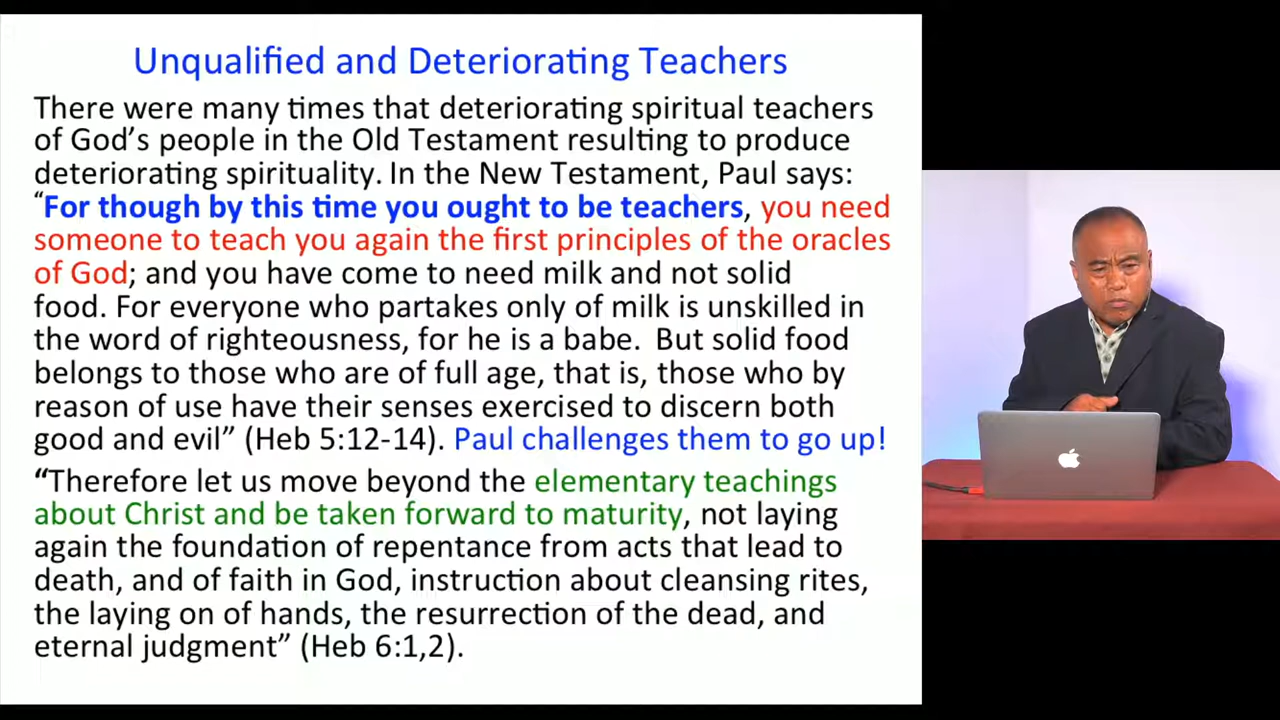 Unqualified and Deteriorating Teachers
There were many times that deteriorating spiritual teachers
of God’s people in the Old Testament resulting to produce
deteriorating spirituality. In the New Testament, Paul says:
“For though by this time you ought to be teachers, you need
someone to teach you again the first principles of the oracles
of God; and you have come to need milk and not solid
food. For everyone who partakes only of milk is unskilled in
the word of righteousness, for he is a babe.  But solid food
belongs to those who are of full age, that is, those who by
reason of use have their senses exercised to discern both
good and evil” (Heb 5:12-14). Paul challenges them to go up!
“Therefore let us move beyond the elementary teachings
about Christ and be taken forward to maturity, not laying
again the foundation of repentance from acts that lead to
death, and of faith in God, instruction about cleansing rites,
the laying on of hands, the resurrection of the dead, and
eternal judgment” (Heb 6:1,2).